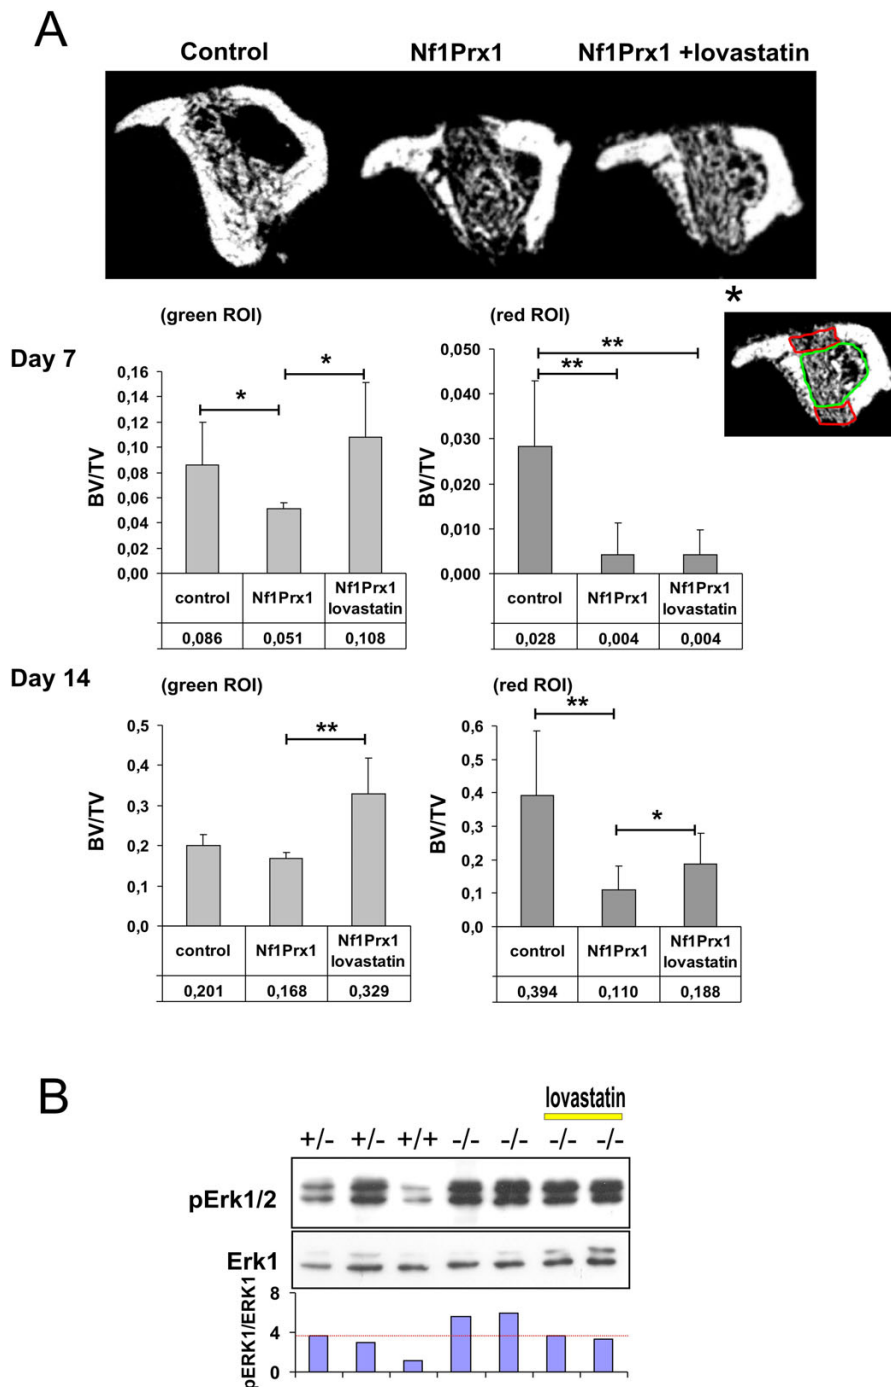 A
Control Nf1Prx1 Nf1Prx1 +lovastatin
*
(green ROI) (red ROI)
Day 7
BV/TV
0,16
0,14
0,12
0,10
0,08
0,06
0,04
0,02
0,00
* *
control Nf1Prx1 Nf1Prx1 lovastatin
0,086 0,051 0,108
BV/TV
0,050
0,040
0,030
0,020
0,010
0,000
** **
control Nf1Prx1 Nf1Prx1 lovastatin
0,028 0,004 0,004
Day 14
(green ROI) (red ROI)
BV/TV
0,5
0,4
0,3
0,2
0,1
0,0
**
control Nf1Prx1 Nf1Prx1 lovastatin
0,201 0,168 0,329
BV/TV
0,6
0,5
0,4
0,3
0,2
0,1
0,0
** *
control Nf1Prx1 Nf1Prx1 lovastatin
0,394 0,110 0,188
B
lovastatin
+/- +/- +/+ -/- -/- -/- -/-
pErk1/2
Erk1
pERK1/ERK1
8
4
0